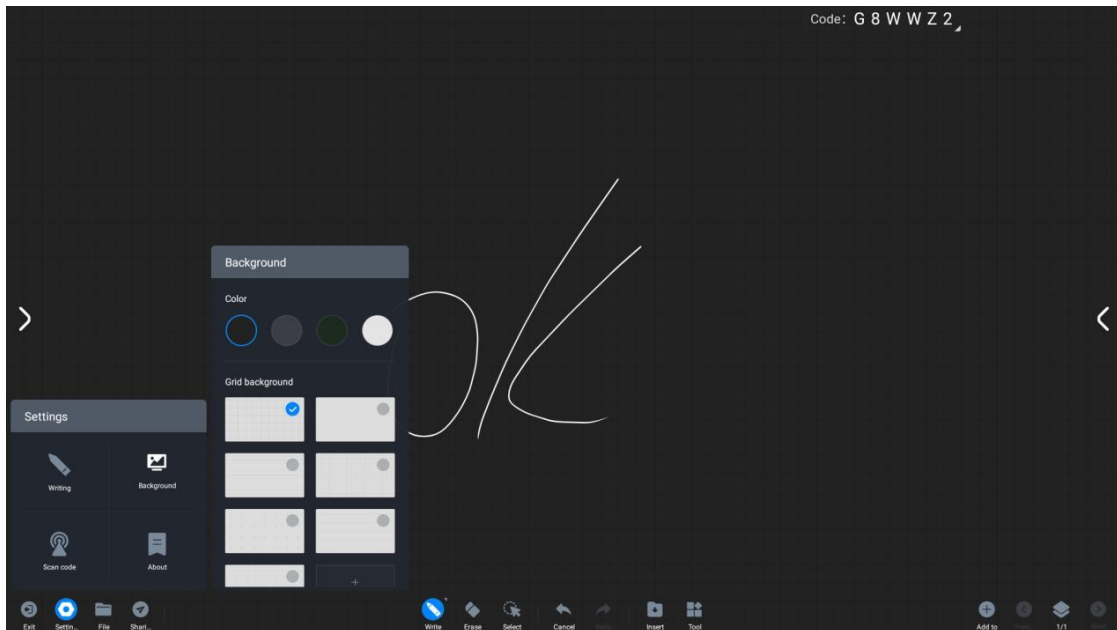 Code: G 8 W W Z 2
OK
Background
Color
Grid background
Settings
Writing
Background
Scan code
About
Exit
Settin...
File
Shari...
Write
Erase
Select
Cancel
Insert
Tool
Add to
1/1